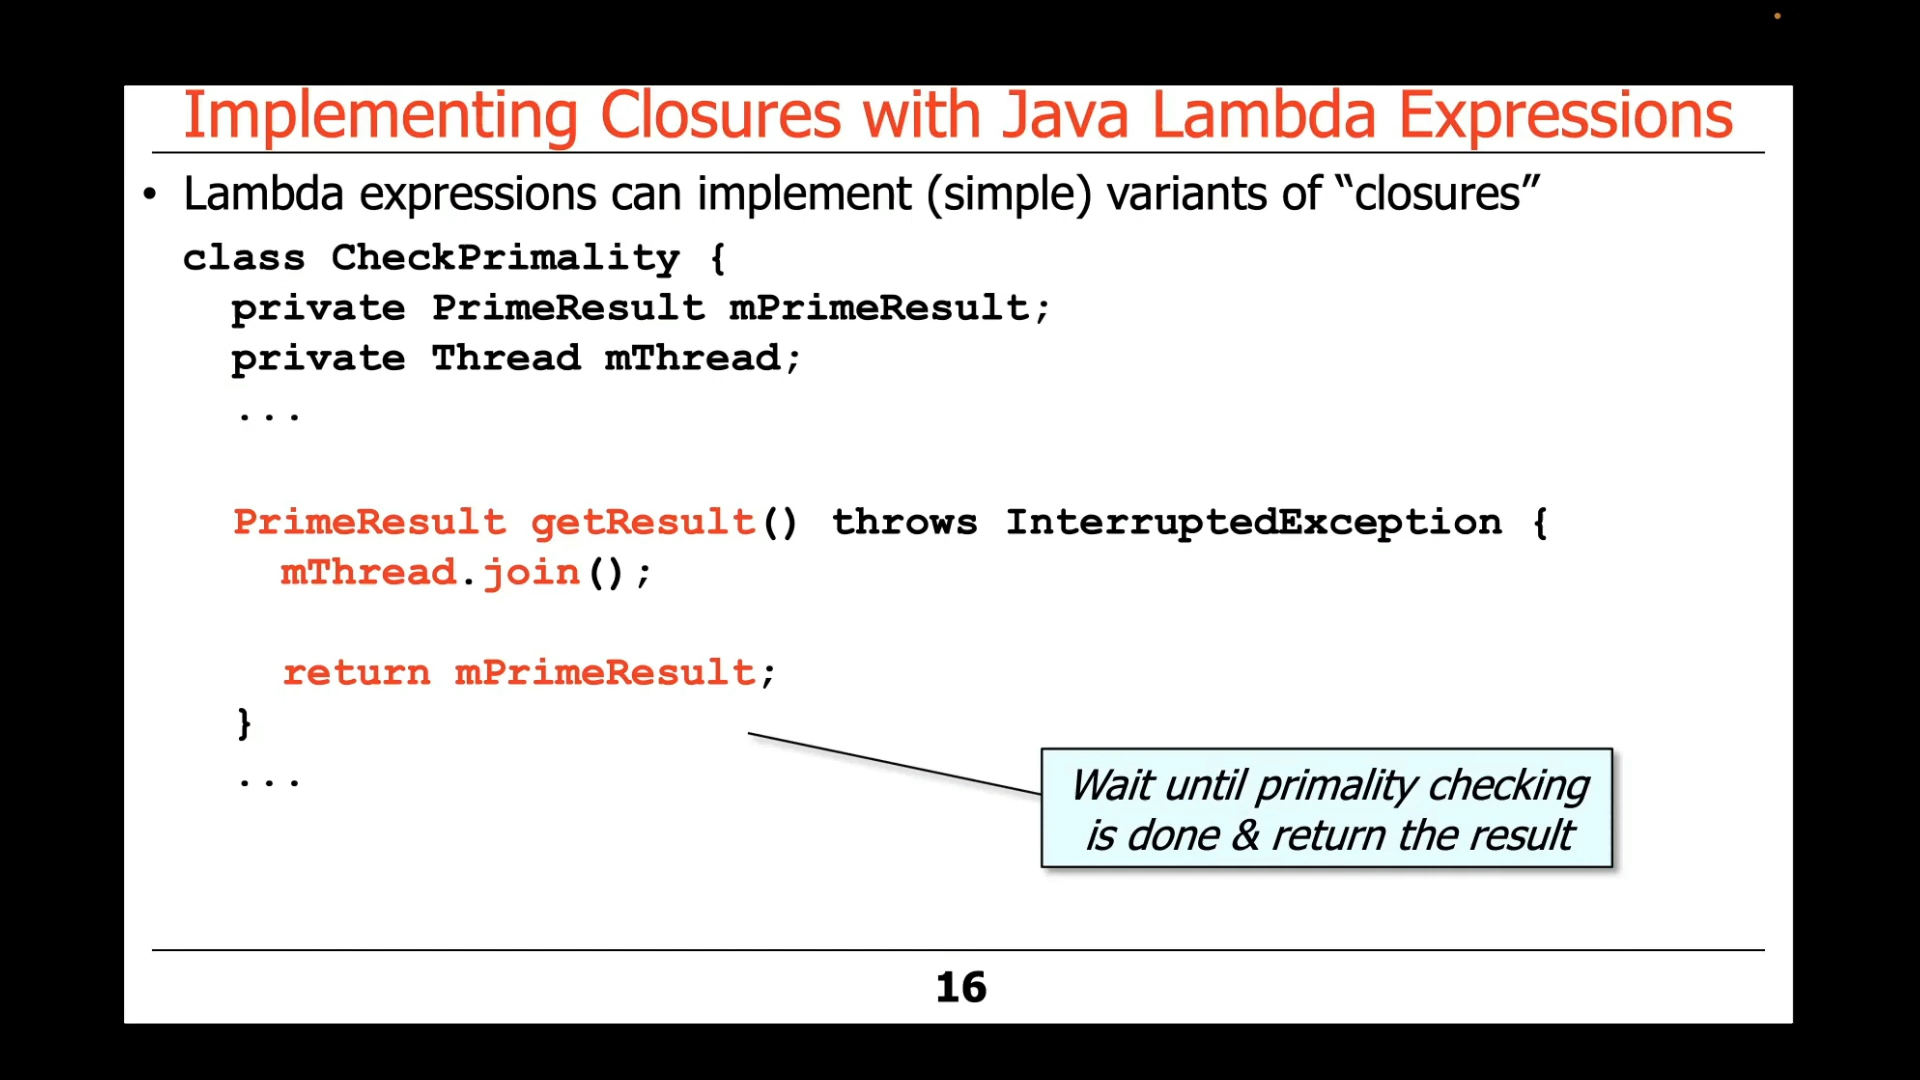 Implementing Closures with Java Lambda Expressions
• Lambda expressions can implement (simple) variants of “closures”
class CheckPrimality {
private PrimeResult mPrimeResult;
private Thread mThread;
...
PrimeResult getResult() throws InterruptedException {
mThread.join();
return mPrimeResult;
}
...
Wait until primality checking
is done & return the result
16